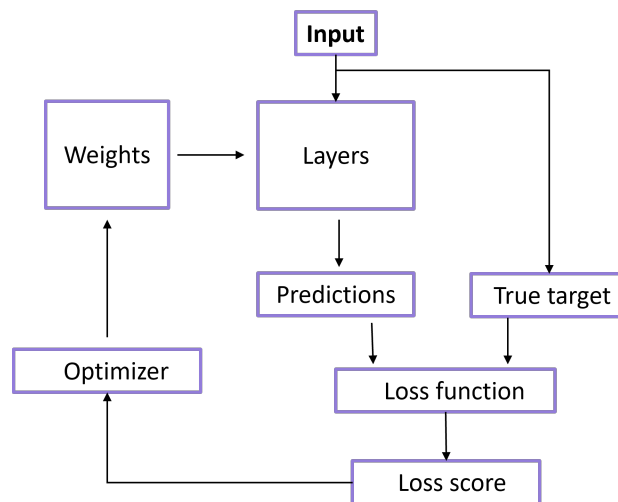 Input
Weights
Layers
Predictions
True target
Optimizer
Loss function
Loss score